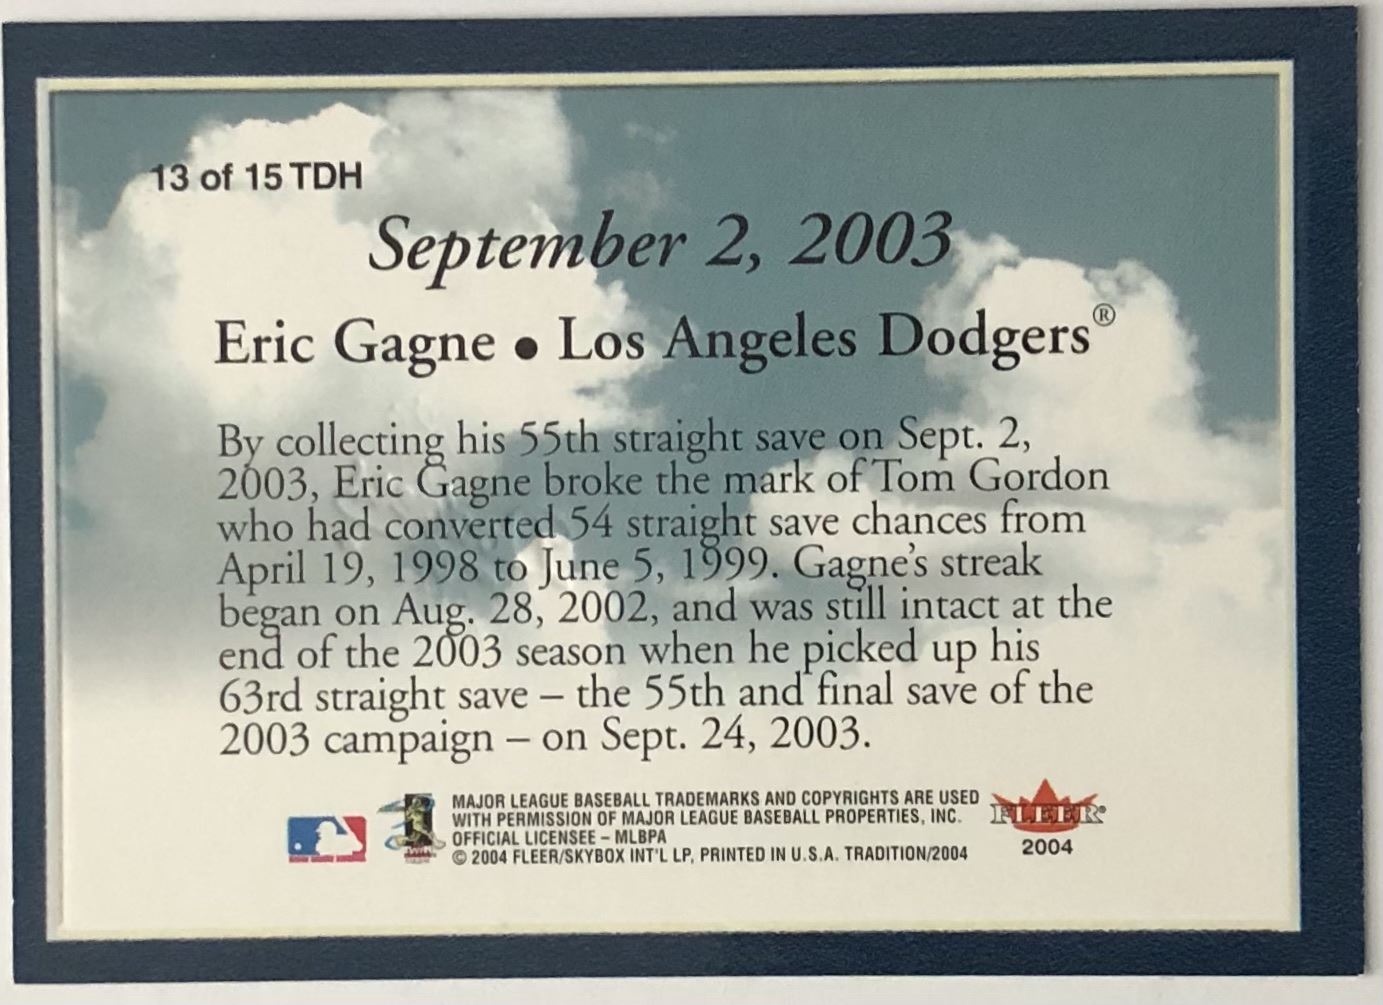 13 of 15 TDH
September 2, 2003
Eric Gagne • Los Angeles Dodgers®
By collecting his 55th straight save on Sept. 2,
2003, Eric Gagne broke the mark of Tom Gordon
who had converted 54 straight save chances from
April 19, 1998 to June 5, 1999. Gagne's streak
began on Aug. 28, 2002, and was still intact at the
end of the 2003 season when he picked up his
63rd straight save – the 55th and final save of the
2003 campaign – on Sept. 24, 2003.
MAJOR LEAGUE BASEBALL TRADEMARKS AND COPYRIGHTS ARE USED
WITH PERMISSION OF MAJOR LEAGUE BASEBALL PROPERTIES, INC.
OFFICIAL LICENSEE – MLBPA
© 2004 FLEER/SKYBOX INT'L LP, PRINTED IN U.S.A. TRADITION/2004
FLEER®
2004